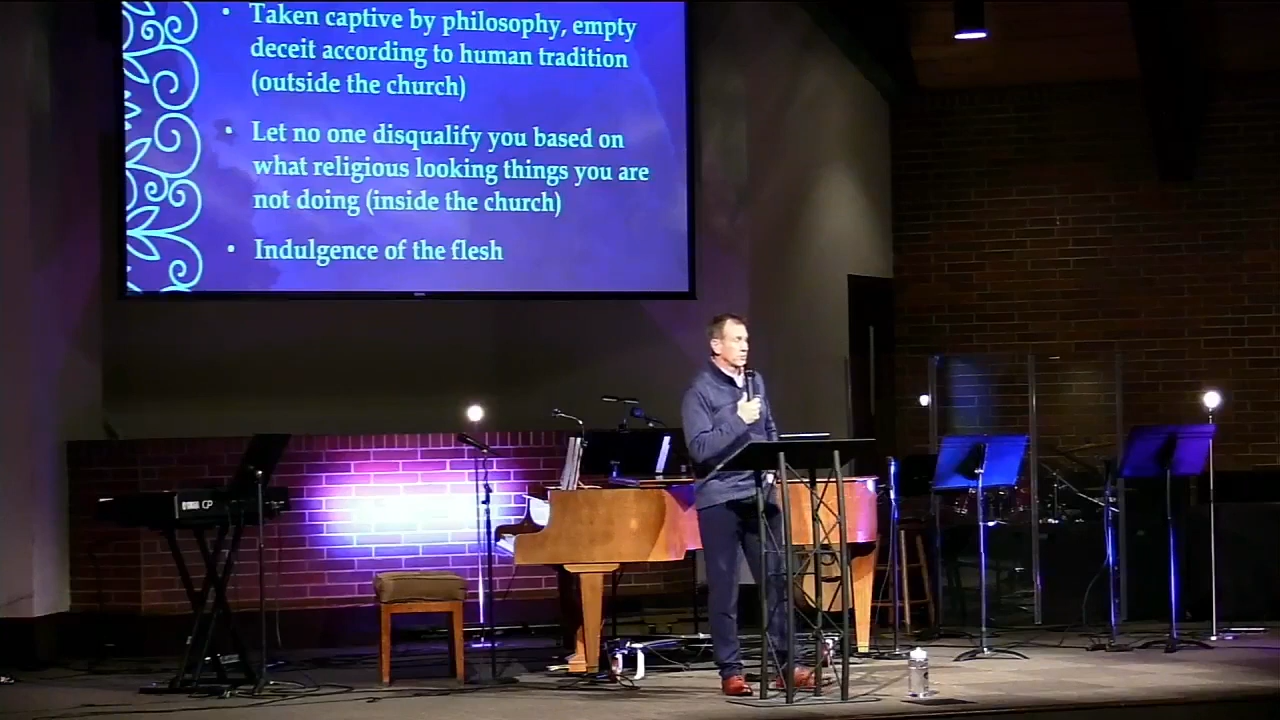 • Taken captive by philosophy, empty
deceit according to human tradition
(outside the church)
• Let no one disqualify you based on
what religious looking things you are
not doing (inside the church)
• Indulgence of the flesh
CP